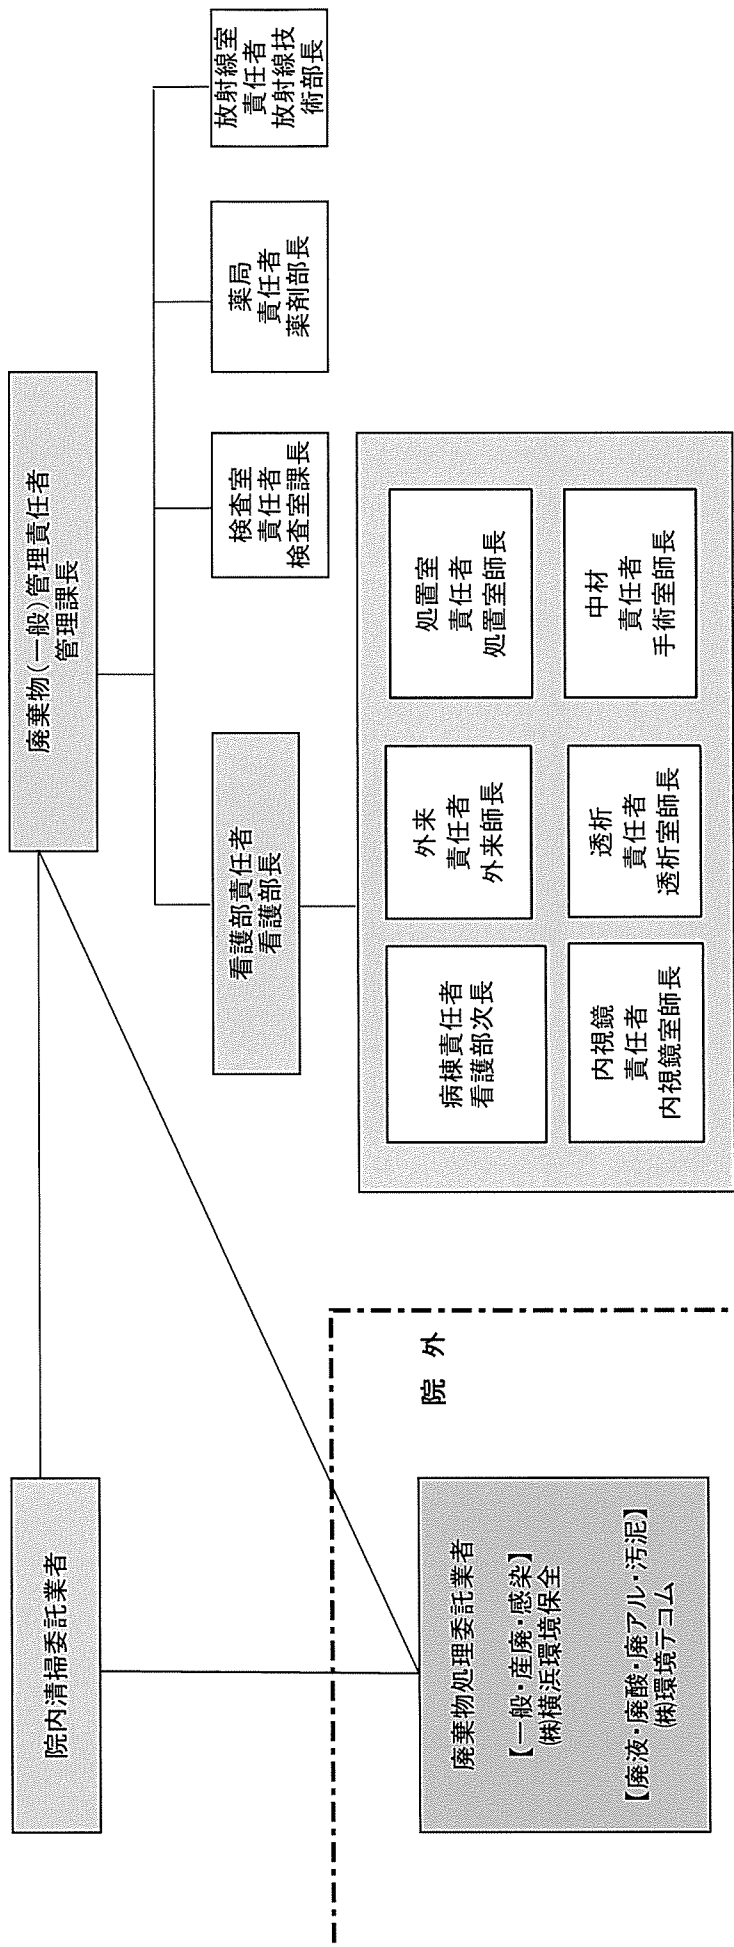 廃棄物（一般）管理責任者
管理課長
院内清掃委託業者
看護部責任者
看護部長
検査室
責任者
検査室課長
薬局
責任者
薬剤部長
放射線室
責任者
放射線技
術部長
病棟責任者
看護部次長
外来
責任者
外来師長
処置室
責任者
処置室師長
内視鏡
責任者
内視鏡室師長
透析
責任者
透析室師長
中材
責任者
手術室師長
院 外
廃棄物処理委託業者
【一般・産廃・感染】
㈱横浜環境保全
【廃液・廃酸・廃アル・汚泥】
㈱環境テコム